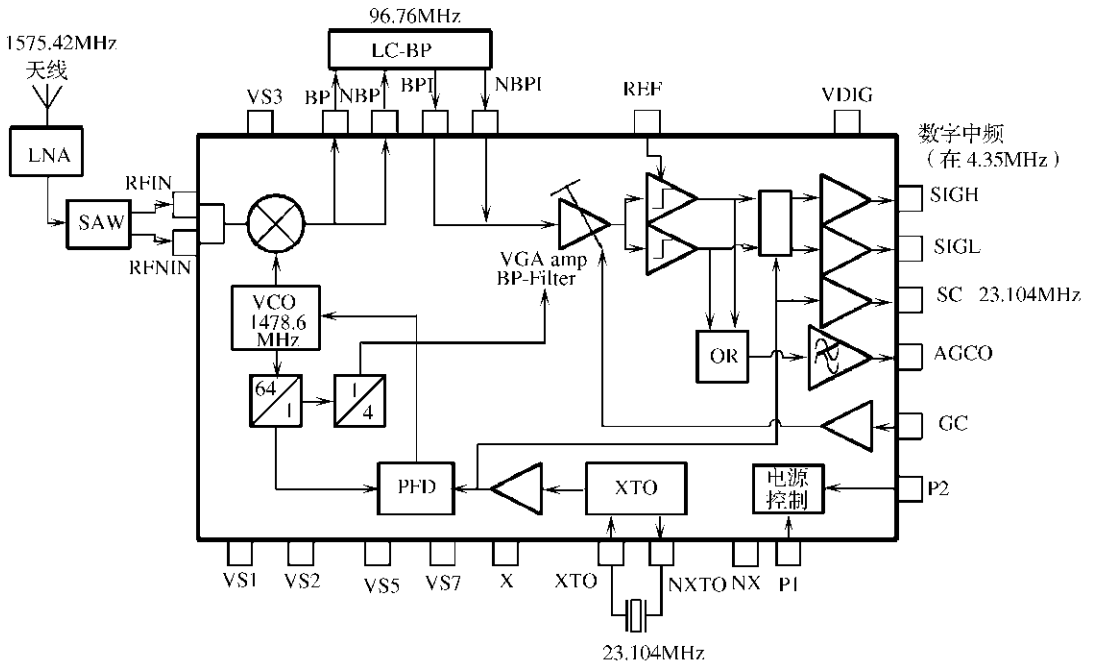 96.76MHz
1575.42MHz
LC-BP
天线
BP
NBP
BPI
NBPI
VS3
REF
VDIG
数字中频
（在 4.35MHz）
LNA
RFIN
SAW
RFNIN
SIGH
SIGL
VGA amp
BP-Filter
VCO
1478.6
MHz
SC 23.104MHz
OR
AGCO
64
1
1
4
GC
PFD
XTO
电源
控制
P2
VS1
VS2
VS5
VS7
X
XTO
NXTO
NX
P1
23.104MHz